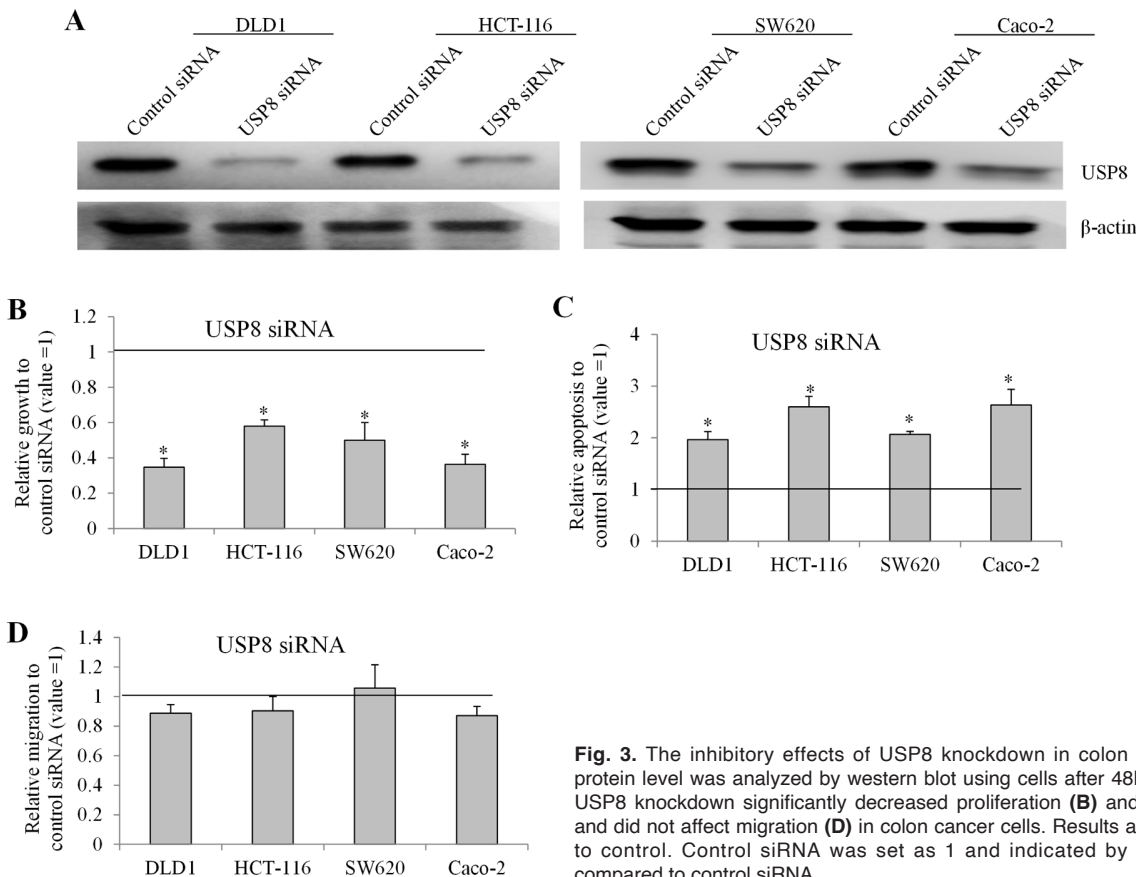 A
DLD1 HCT-116 SW620 Caco-2
Control siRNA USP8 siRNA Control siRNA USP8 siRNA Control siRNA USP8 siRNA Control siRNA USP8 siRNA
USP8
β-actin
B
USP8 siRNA
Relative growth to
control siRNA (value =1)
1.2
1
0.8
0.6
0.4
0.2
0
* * * *
DLD1 HCT-116 SW620 Caco-2
C
USP8 siRNA
Relative apoptosis to
control siRNA (value =1)
4
3
2
1
0
* * * *
DLD1 HCT-116 SW620 Caco-2
D
USP8 siRNA
Relative migration to
control siRNA (value =1)
1.4
1.2
1
0.8
0.6
0.4
0.2
0
DLD1 HCT-116 SW620 Caco-2
Fig. 3. The inhibitory effects of USP8 knockdown in colon
protein level was analyzed by western blot using cells after 48
USP8 knockdown significantly decreased proliferation (B) and
and did not affect migration (D) in colon cancer cells. Results a
to control. Control siRNA was set as 1 and indicated by
compared to control siRNA.